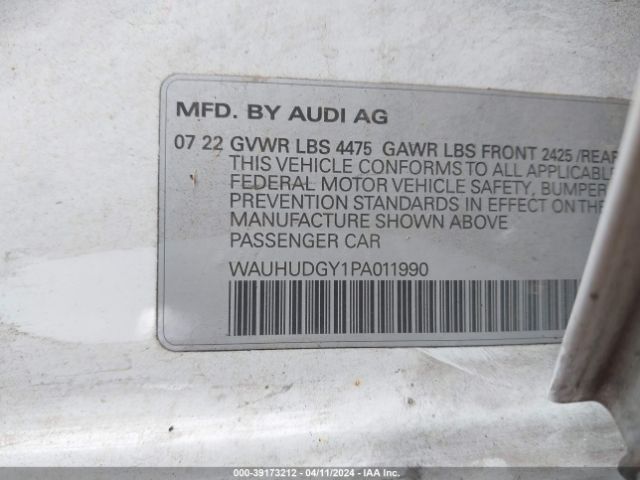 MFD. BY AUDI AG
07 22 GVWR LBS 4475 GAWR LBS FRONT 2425 /REAR
THIS VEHICLE CONFORMS TO ALL APPLICABLE
FEDERAL MOTOR VEHICLE SAFETY, BUMPER
PREVENTION STANDARDS IN EFFECT ON THE
MANUFACTURE SHOWN ABOVE
PASSENGER CAR
WAUHUDGY1PA011990
000-39173212 - 04/11/2024 - IAA Inc.